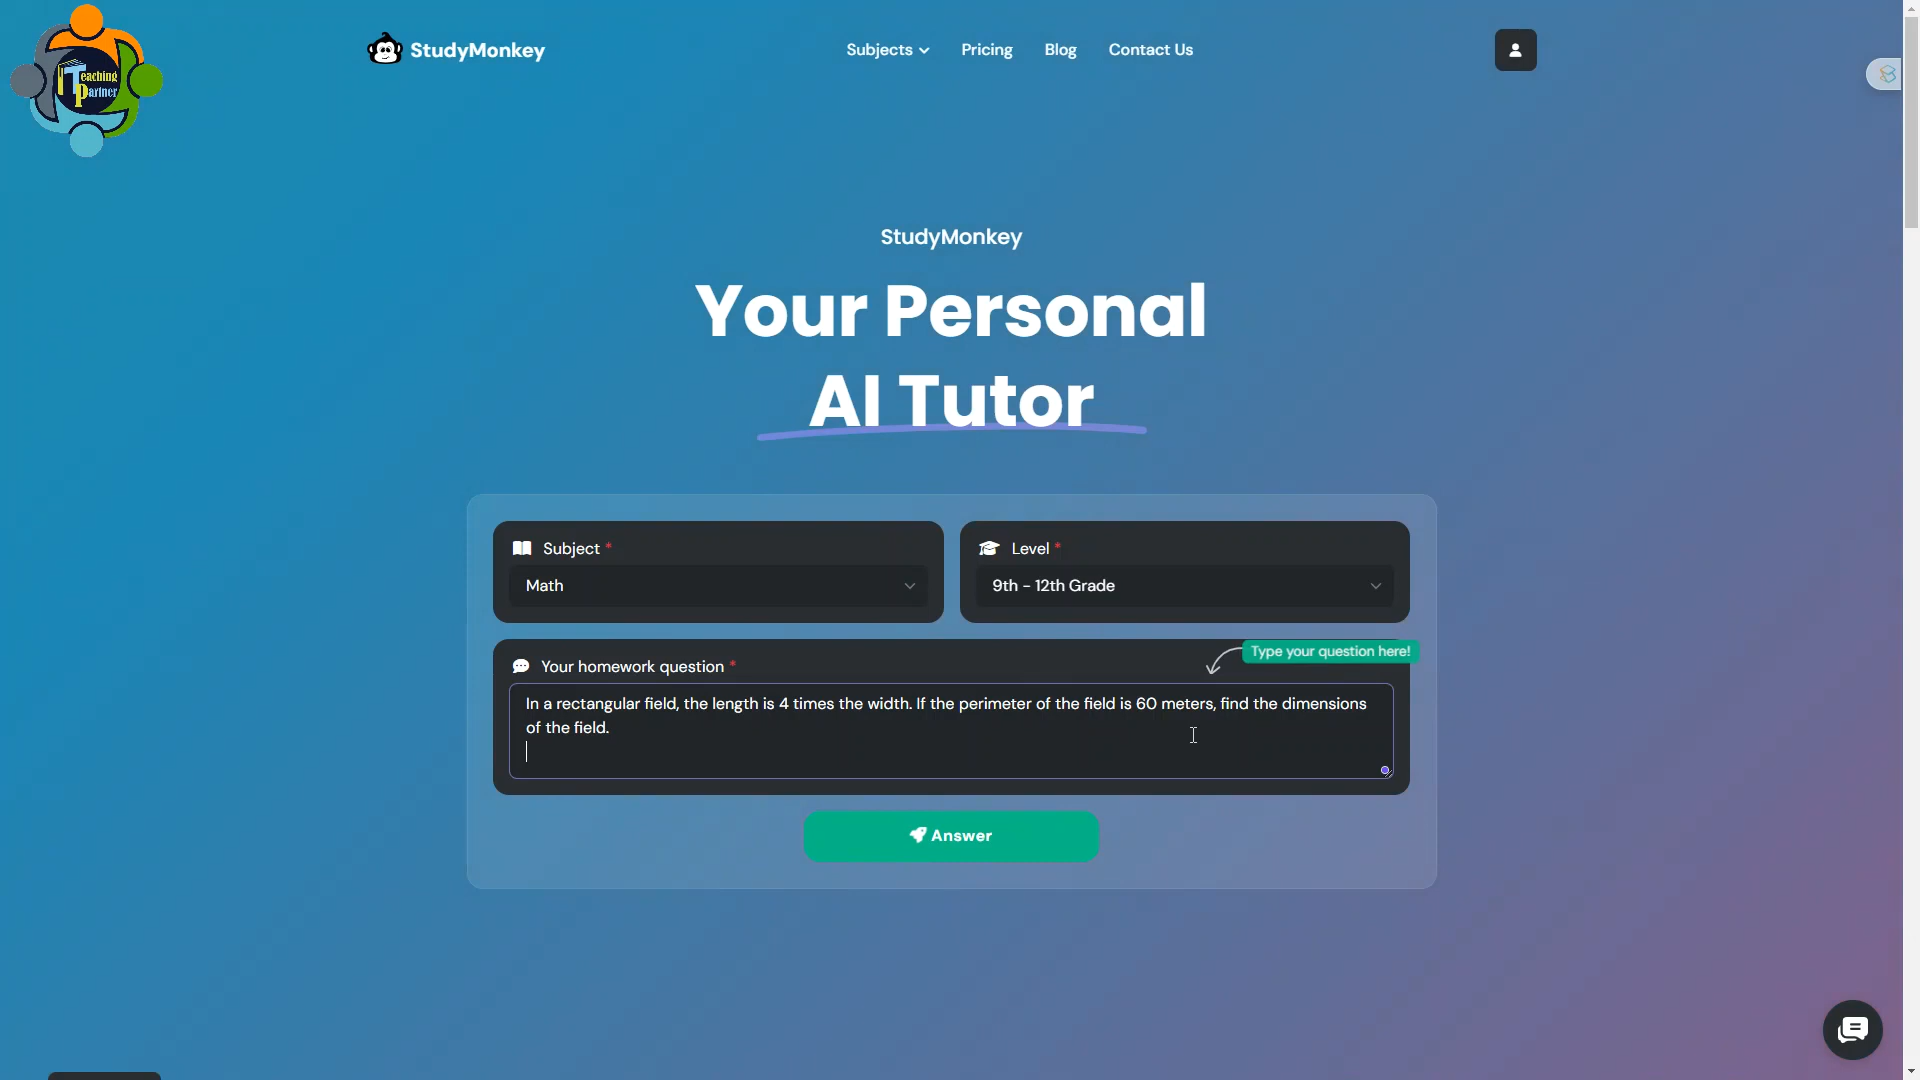 Teaching
Partner
StudyMonkey
Subjects
Pricing
Blog
Contact Us
StudyMonkey
Your Personal
AI Tutor
Subject *
Math
Level *
9th - 12th Grade
Your homework question *
Type your question here!
In a rectangular field, the length is 4 times the width. If the perimeter of the field is 60 meters, find the dimensions
of the field.
Answer